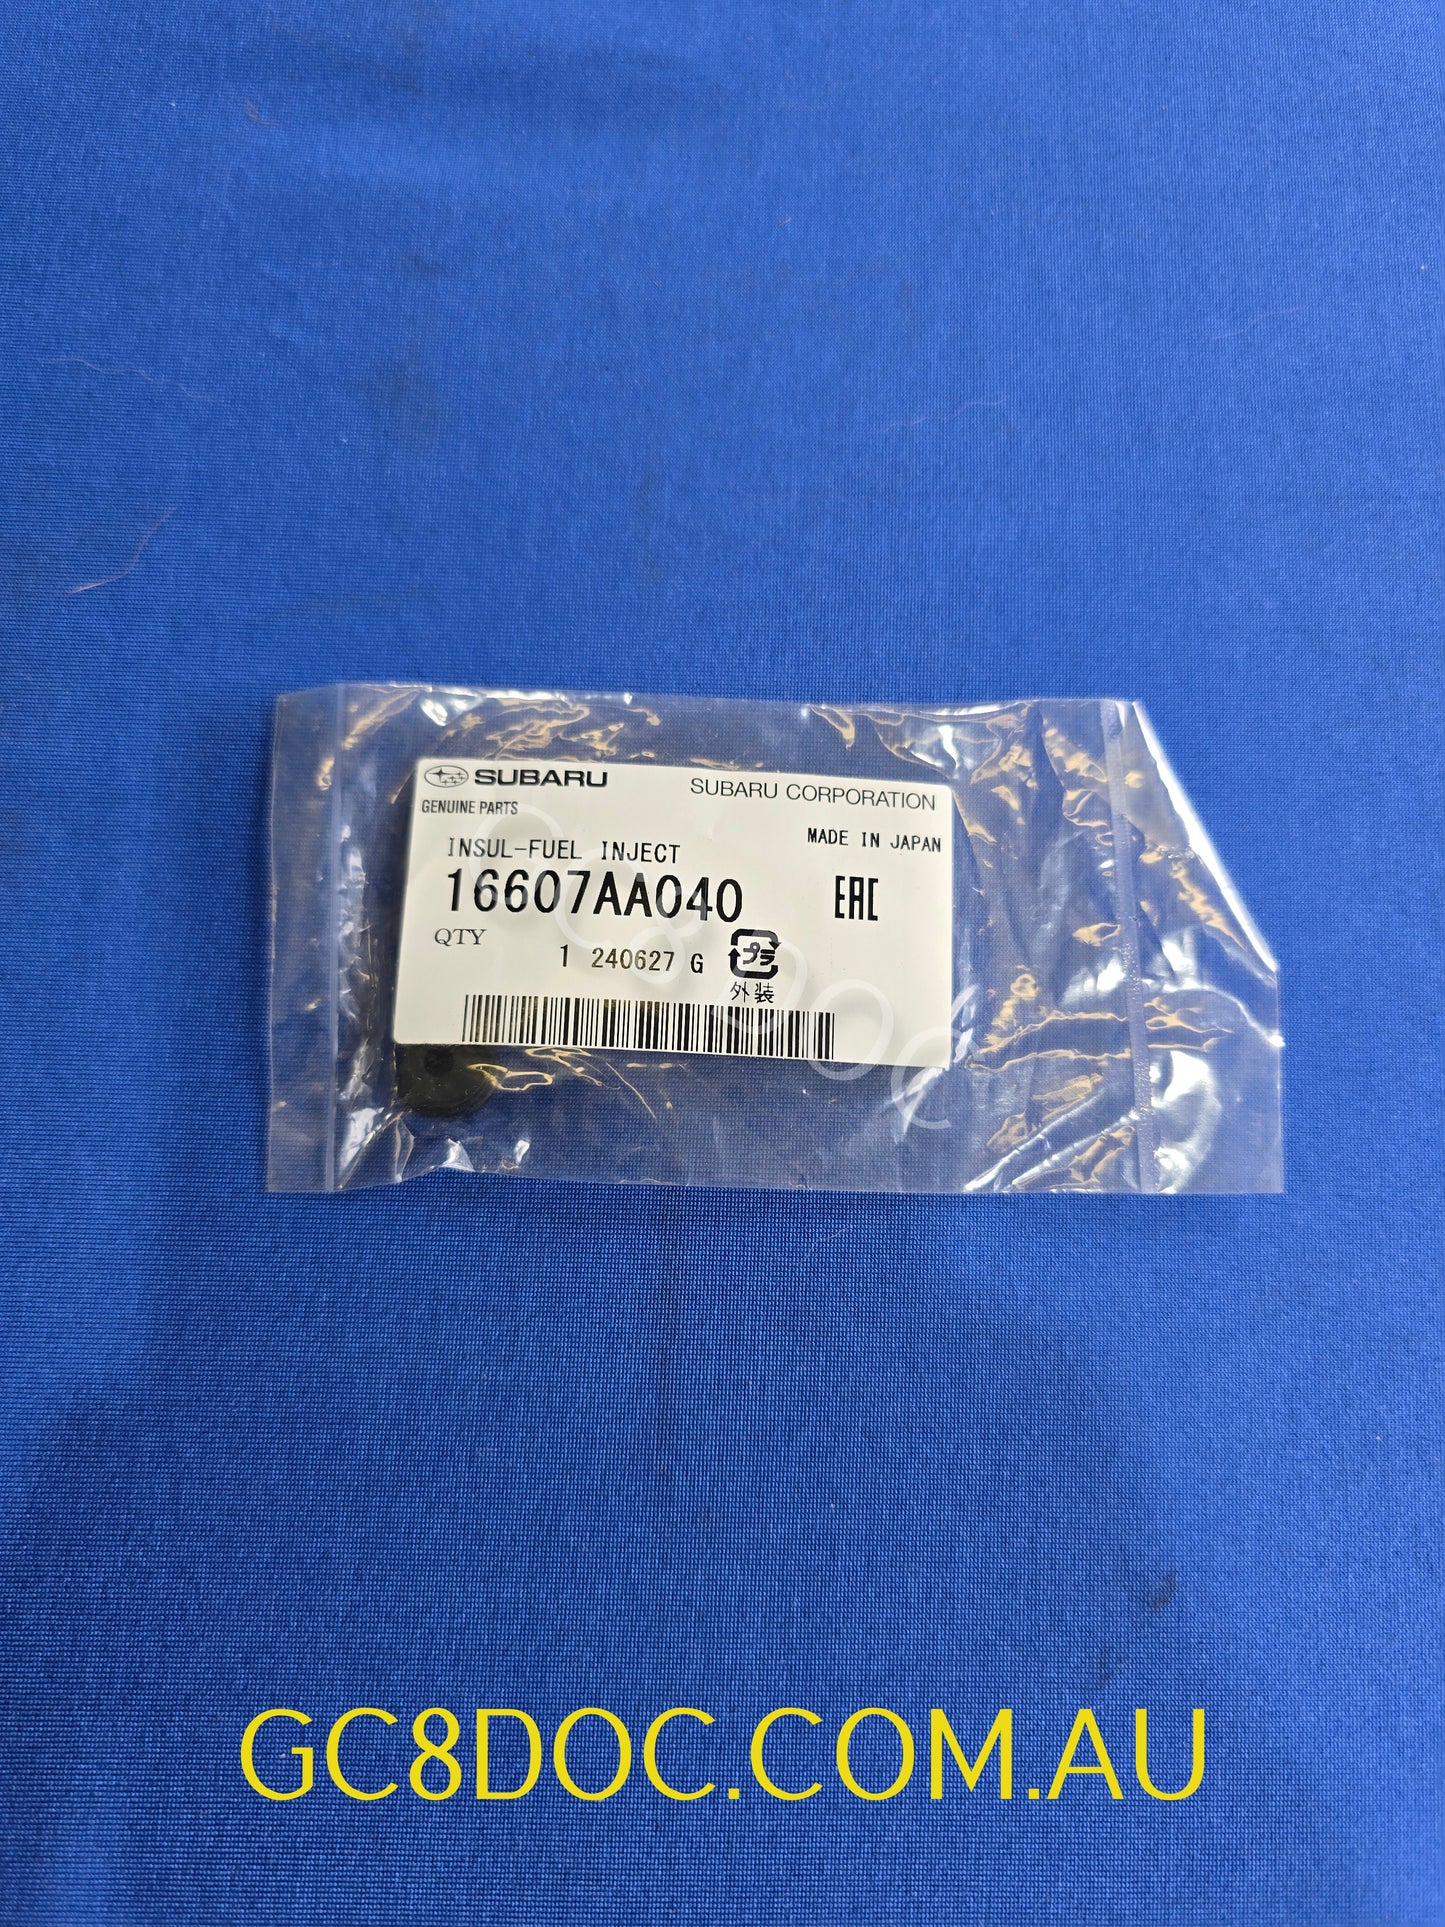 SUBARU
SUBARU CORPORATION
GENUINE PARTS
MADE IN JAPAN
INSUL-FUEL INJECT
16607AA040
EAC
QTY
1 240627 G
プラ
外装
GC8DOC
GC8DOC.COM.AU